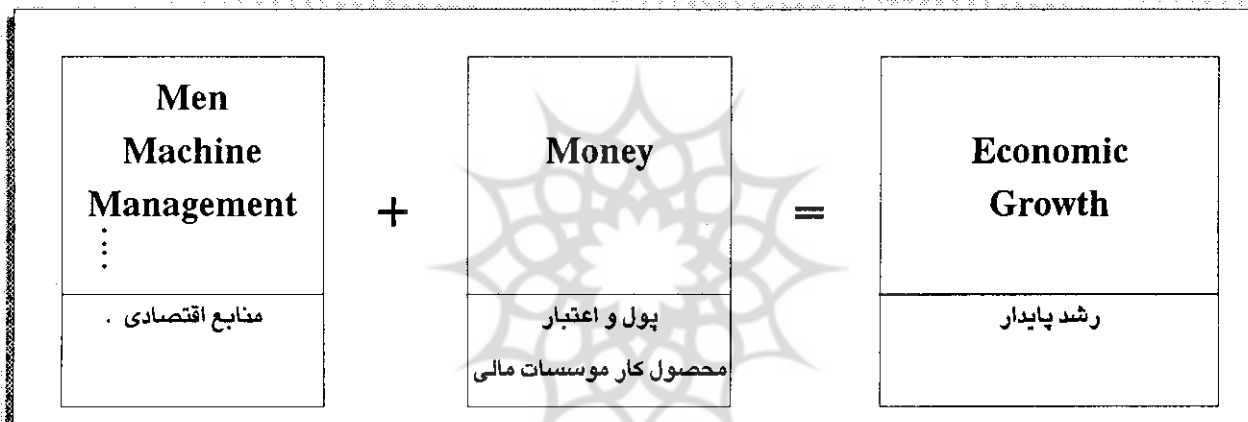 Men
Machine
Management
⋮
منابع اقتصادی .
+
Money
پول و اعتبار
محصول کار موسسات مالی
=
Economic
Growth
رشد پایدار